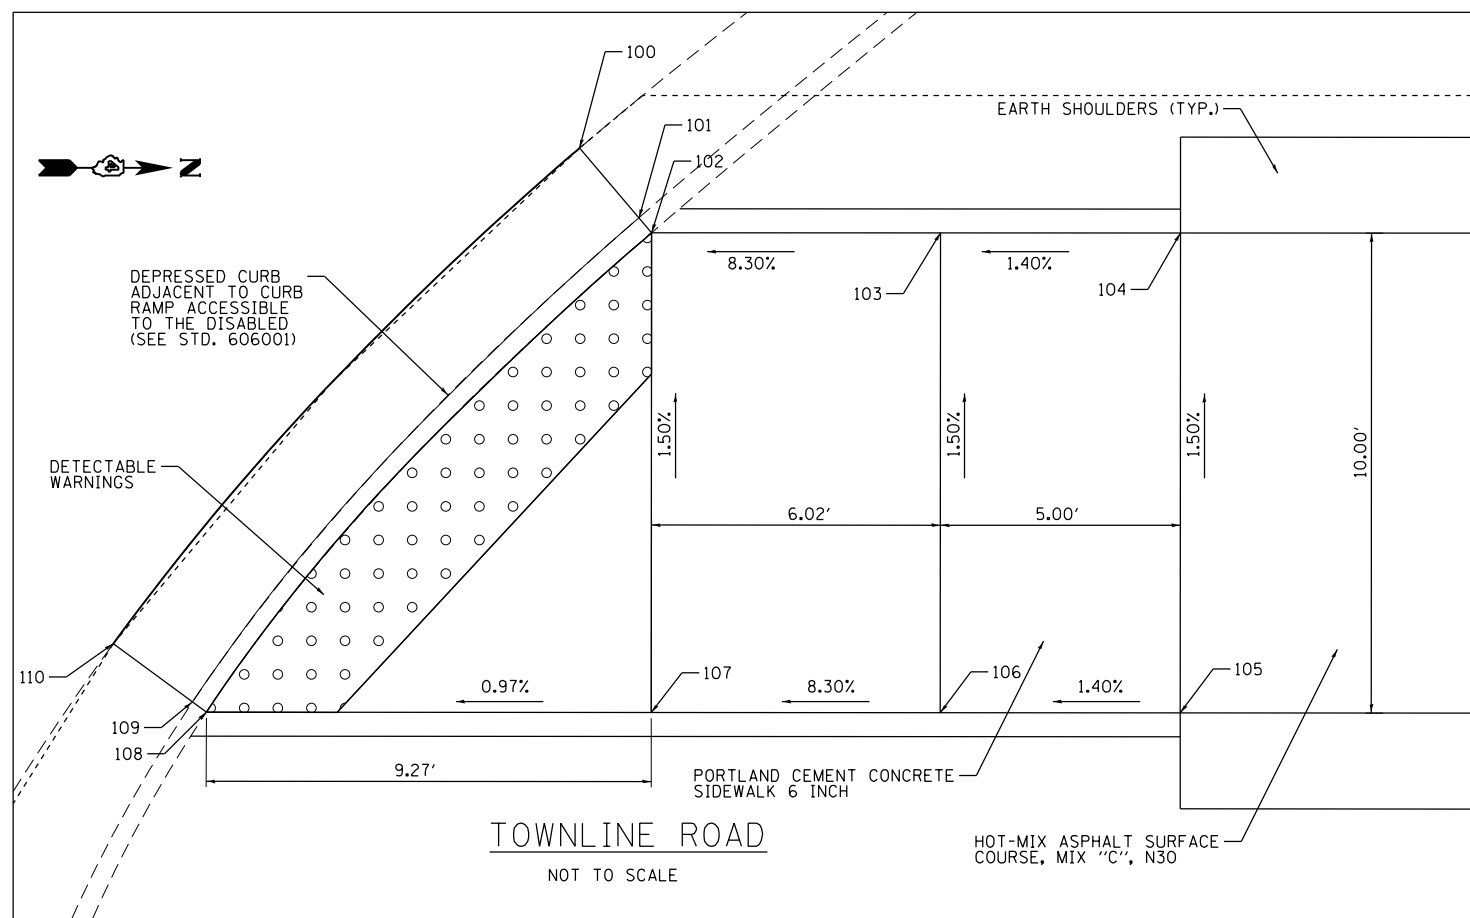 100
EARTH SHOULDERS (TYP.)
101
102
N
8.30%
1.40%
DEPRESSED CURB
ADJACENT TO CURB
RAMP ACCESSIBLE
TO THE DISABLED
(SEE STD. 606001)
103
104
1.50%
1.50%
1.50%
10.00'
DETECTABLE
WARNINGS
6.02'
5.00'
110
0.97%
107
8.30%
106
1.40%
105
109
108
9.27'
PORTLAND CEMENT CONCRETE
SIDEWALK 6 INCH
TOWNLINE ROAD
NOT TO SCALE
HOT-MIX ASPHALT SURFACE
COURSE, MIX "C", N30